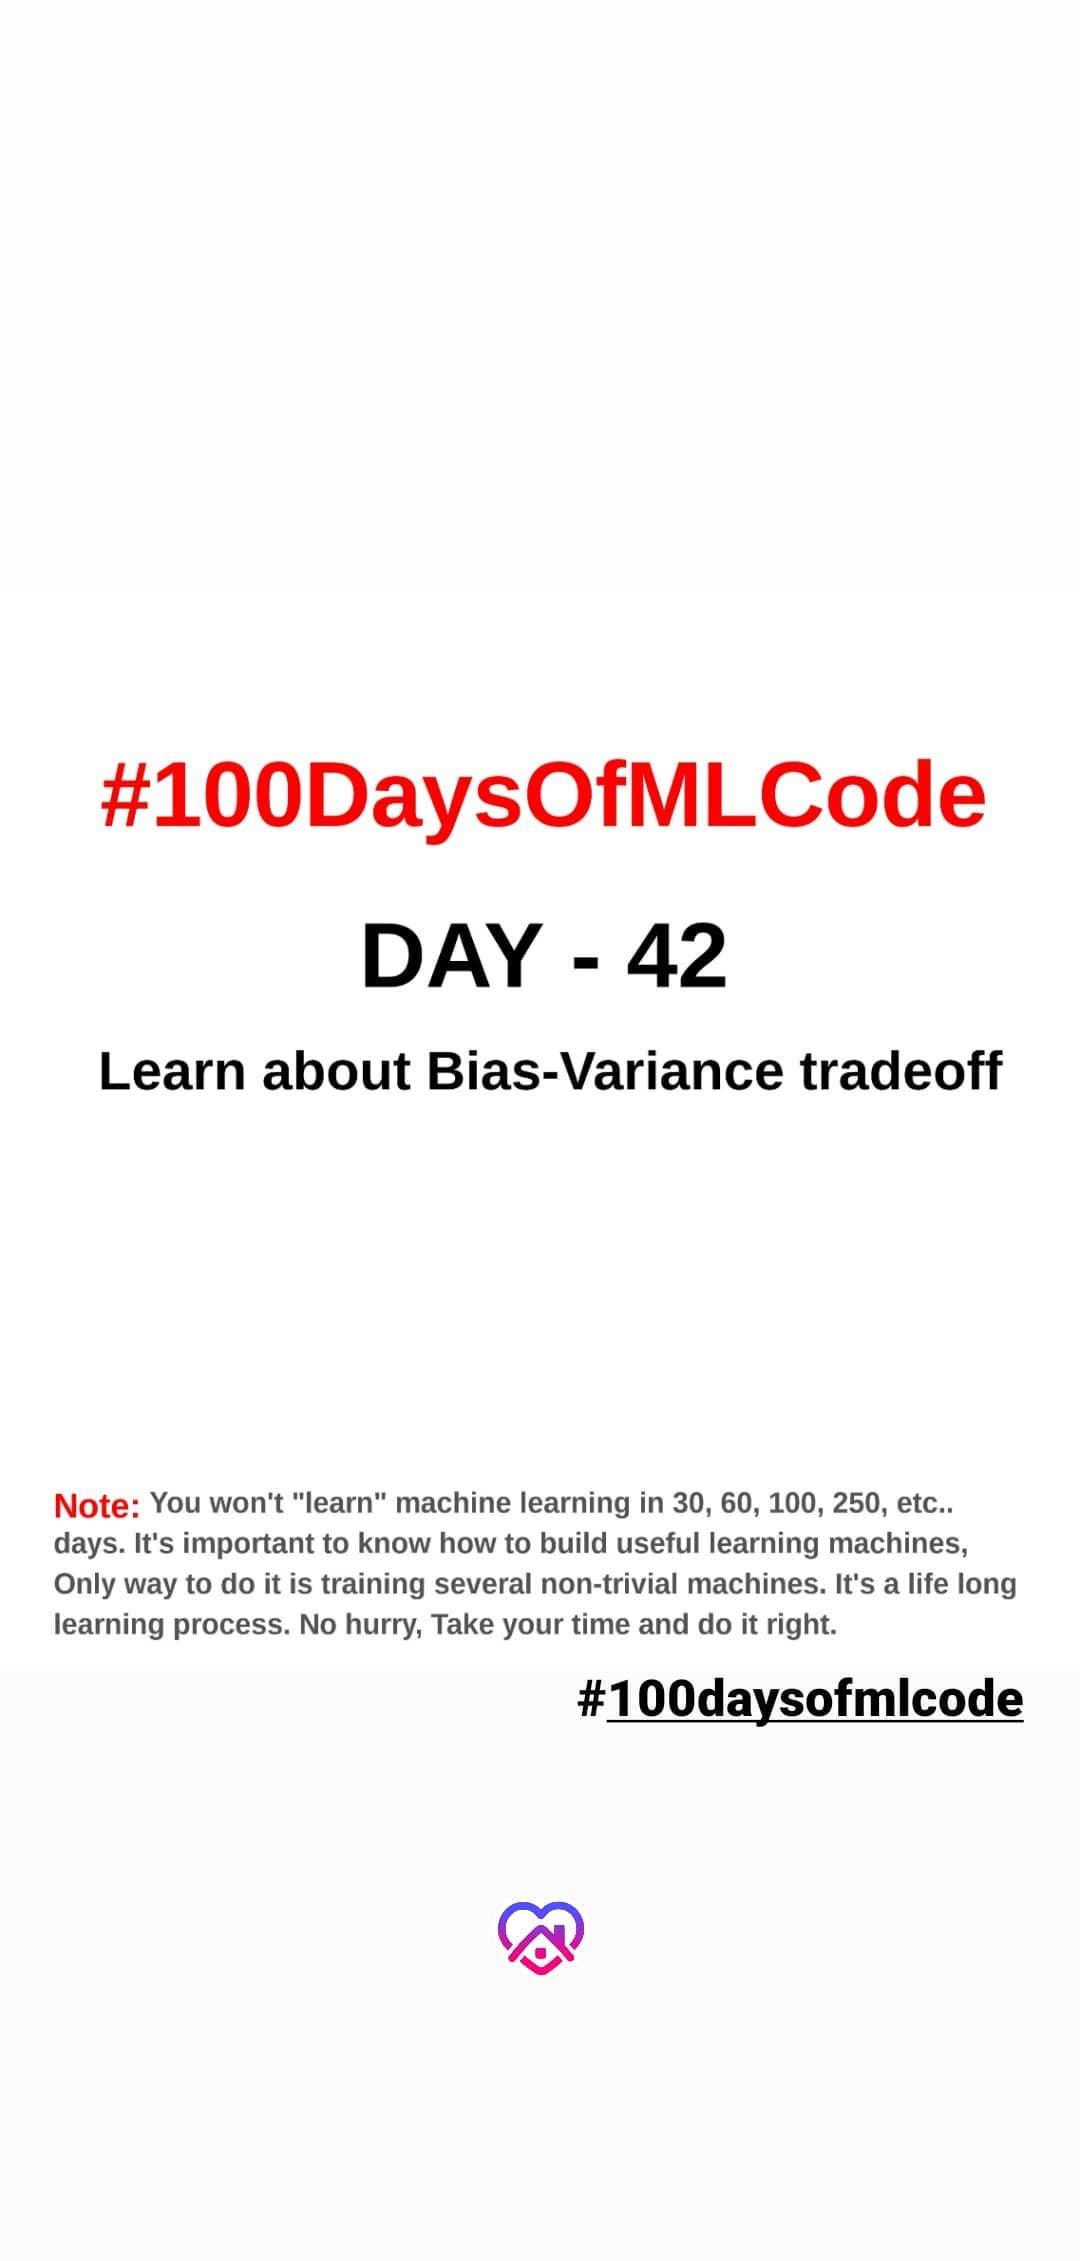 #100DaysOfMLCode
DAY - 42
Learn about Bias-Variance tradeoff
Note: You won't "learn" machine learning in 30, 60, 100, 250, etc..
days. It's important to know how to build useful learning machines,
Only way to do it is training several non-trivial machines. It's a life long
learning process. No hurry, Take your time and do it right.
#100daysofmlcode